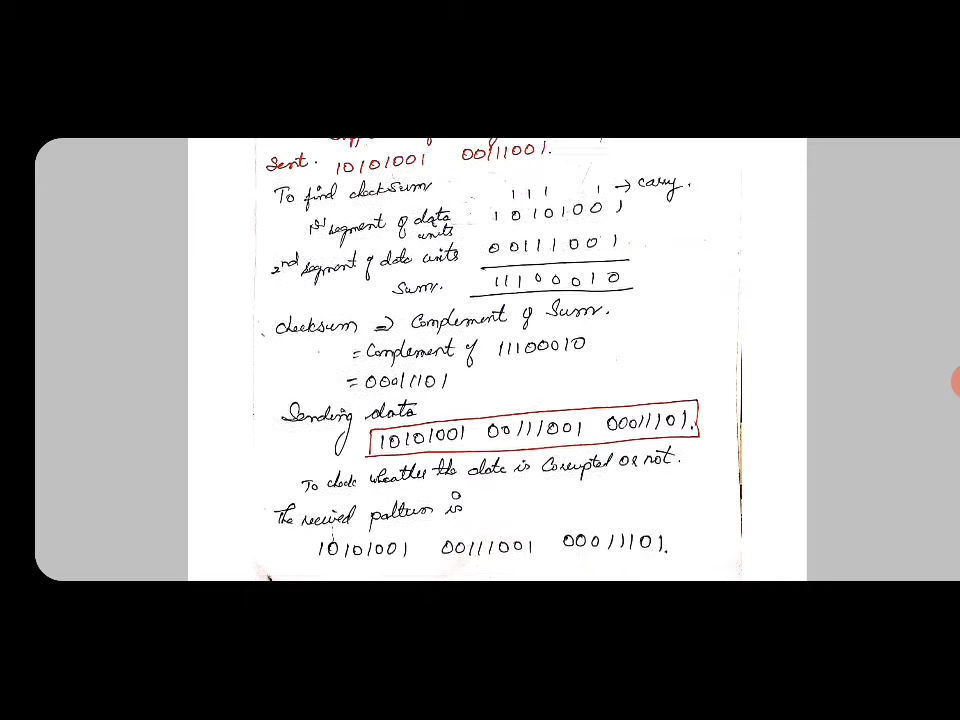 Sent. 10101001 00111001.
To find checksum 1 1 1 1 → carry.
1st segment of data units 1 0 1 0 1 0 0 1
2nd segment of data units 0 0 1 1 1 0 0 1
Sum. 1 1 1 0 0 0 1 0
Checksum ⇒ Complement of Sum.
= Complement of 11100010
= 00011101
Sending data
10101001 00111001 00011101.
To check wheather the data is Corrupted or not.
The received pattern is
10101001 00111001 00011101.